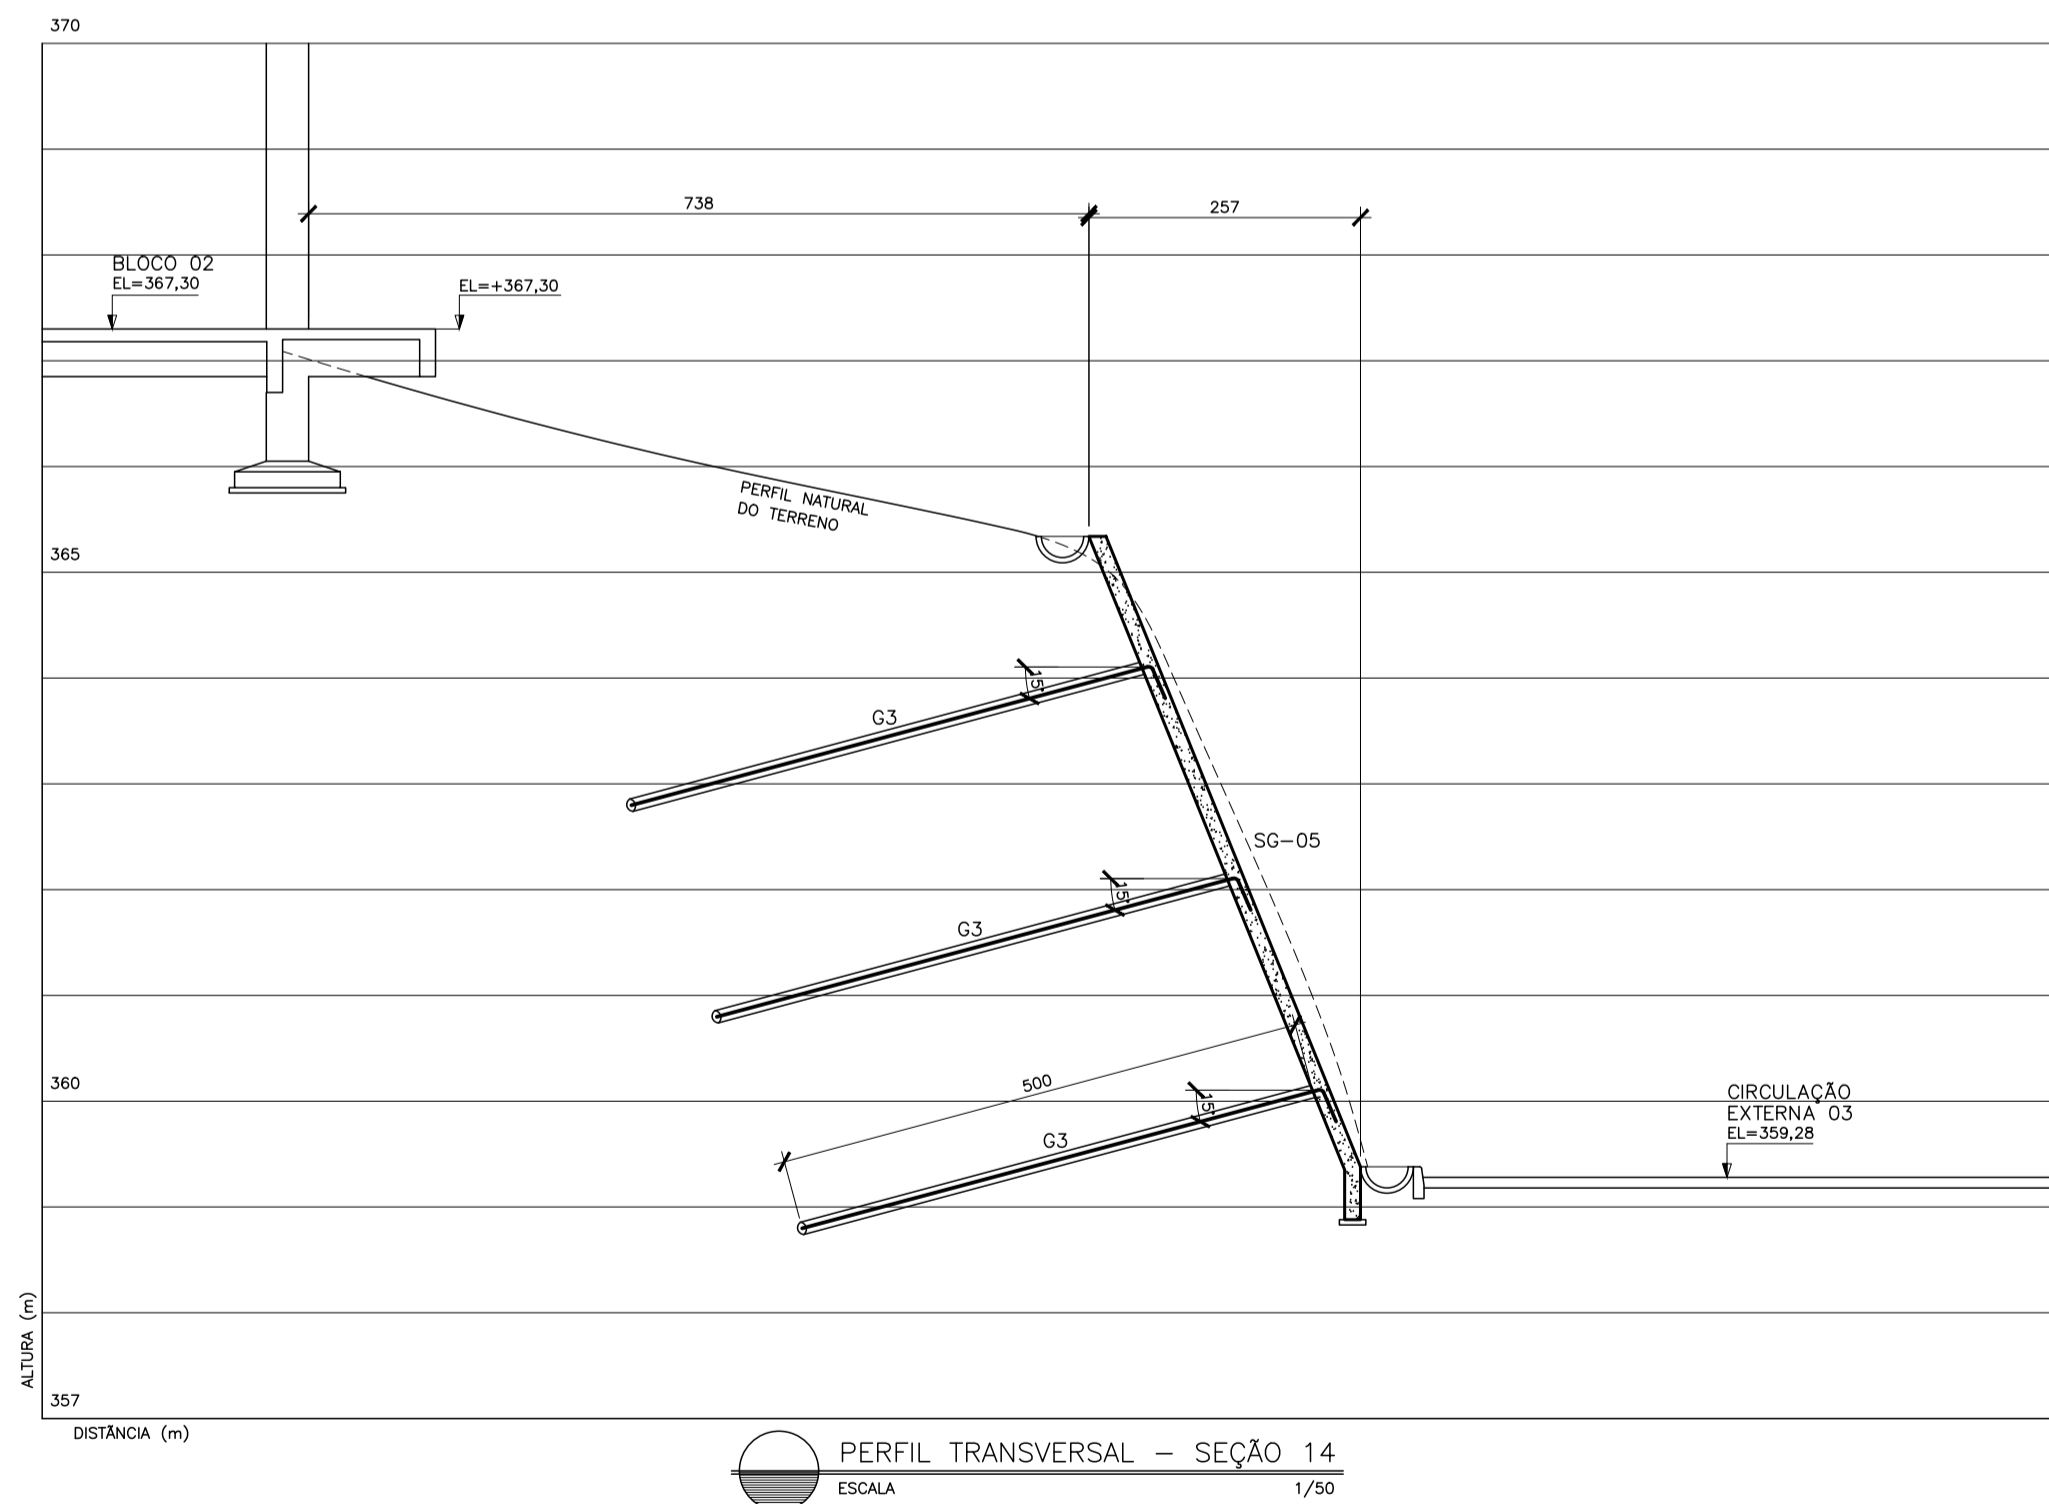 370
738
257
BLOCO 02
EL=367,30
EL=+367,30
PERFIL NATURAL
DO TERRENO
365
15°
G3
SG-05
15°
G3
500
360
15°
G3
CIRCULAÇÃO
EXTERNA 03
EL=359,28
ALTURA (m)
357
DISTÃNCIA (m)
PERFIL TRANSVERSAL – SEÇÃO 14
ESCALA 1/50